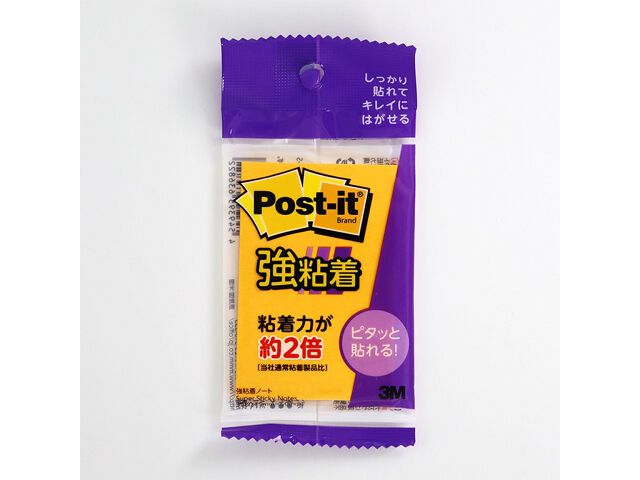 しっかり
貼れて
キレイに
はがせる
Post-it®
Brand
強粘着
粘着力が
約2倍
［当社通常粘着製品比］
ピタッと
貼れる！
強粘着ノート
Super Sticky Notes
3M